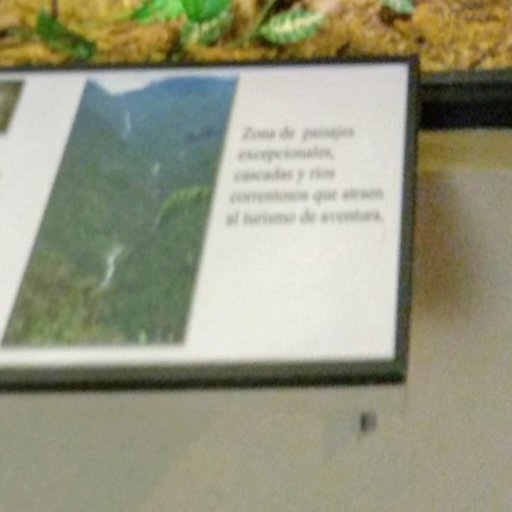 Zona de paisajes
excepcionales,
cascadas y ríos
correntosos que atraen
al turismo de aventura.